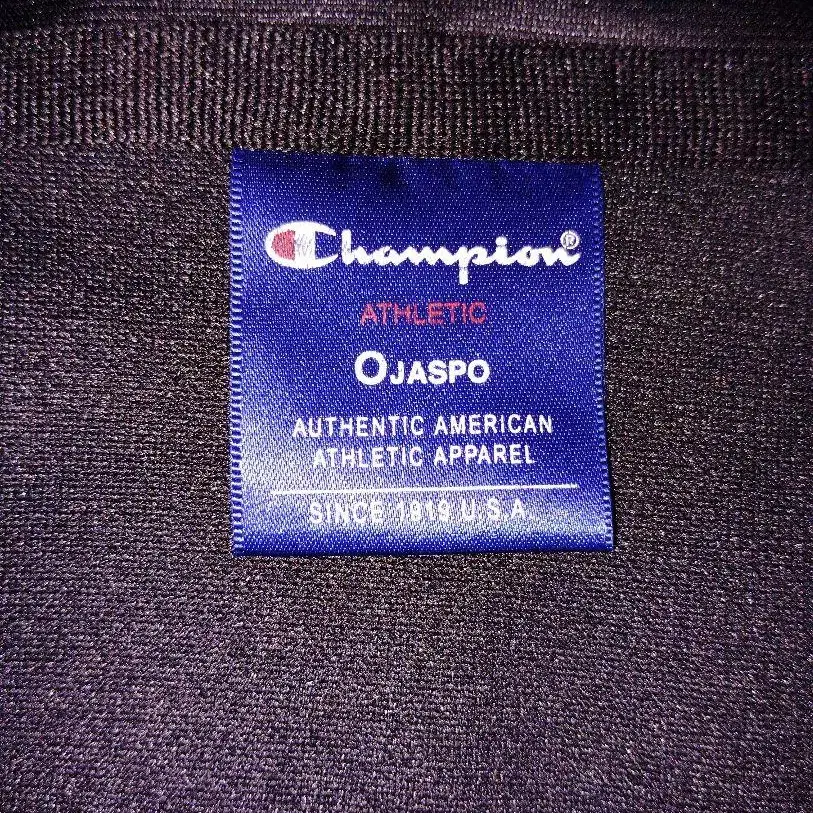 Champion®
ATHLETIC
OJASPO
AUTHENTIC AMERICAN
ATHLETIC APPAREL
SINCE 1919 U.S.A